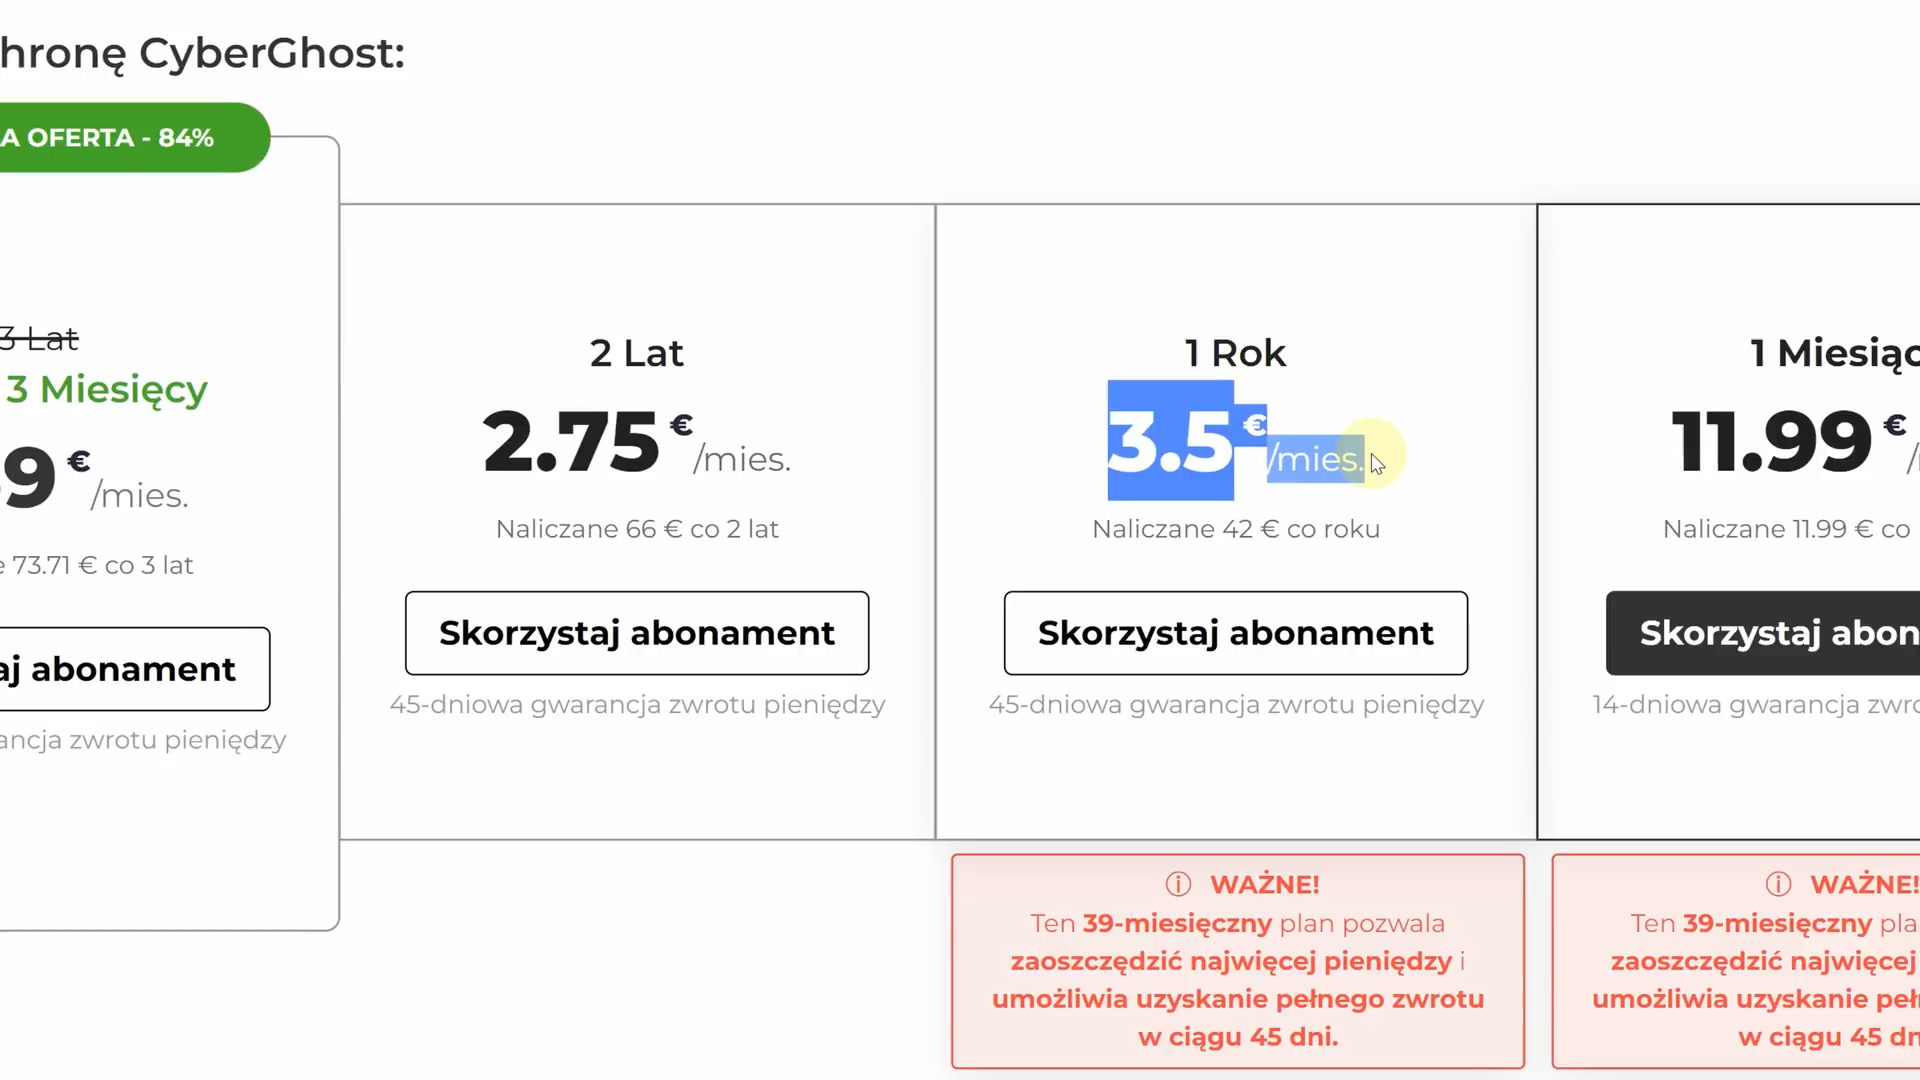 hronę CyberGhost:
A OFERTA - 84%
3 Lat
3 Miesięcy
9 € /mies.
73.71 € co 3 lat
aj abonament
ancja zwrotu pieniędzy
2 Lat
2.75 € /mies.
Naliczane 66 € co 2 lat
Skorzystaj abonament
45-dniowa gwarancja zwrotu pieniędzy
1 Rok
3.5 € /mies.
Naliczane 42 € co roku
Skorzystaj abonament
45-dniowa gwarancja zwrotu pieniędzy
WAŻNE!
Ten 39-miesięczny plan pozwala
zaoszczędzić najwięcej pieniędzy i
umożliwia uzyskanie pełnego zwrotu
w ciągu 45 dni.
1 Miesiąc
11.99 € /
Naliczane 11.99 € co
Skorzystaj abon
14-dniowa gwarancja zwro
WAŻNE!
Ten 39-miesięczny pla
zaoszczędzić najwięcej
umożliwia uzyskanie peł
w ciągu 45 dn